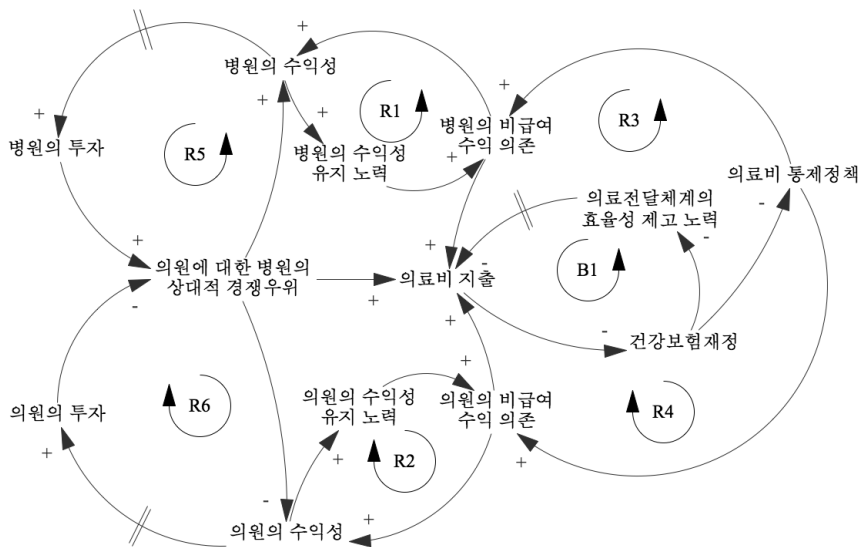 병원의 수익성
병원의 투자
R5
R1
병원의 수익성
유지 노력
병원의 비급여
수익 의존
R3
의료비 통제정책
의료전달체계의
효율성 제고 노력
B1
의원에 대한 병원의
상대적 경쟁우위
의료비 지출
건강보험재정
의원의 투자
R6
의원의 수익성
유지 노력
의원의 비급여
수익 의존
R4
R2
의원의 수익성
+
+
+
+
+
+
+
+
-
-
-
-
-
+
+
+
+
+
+
+
-
+